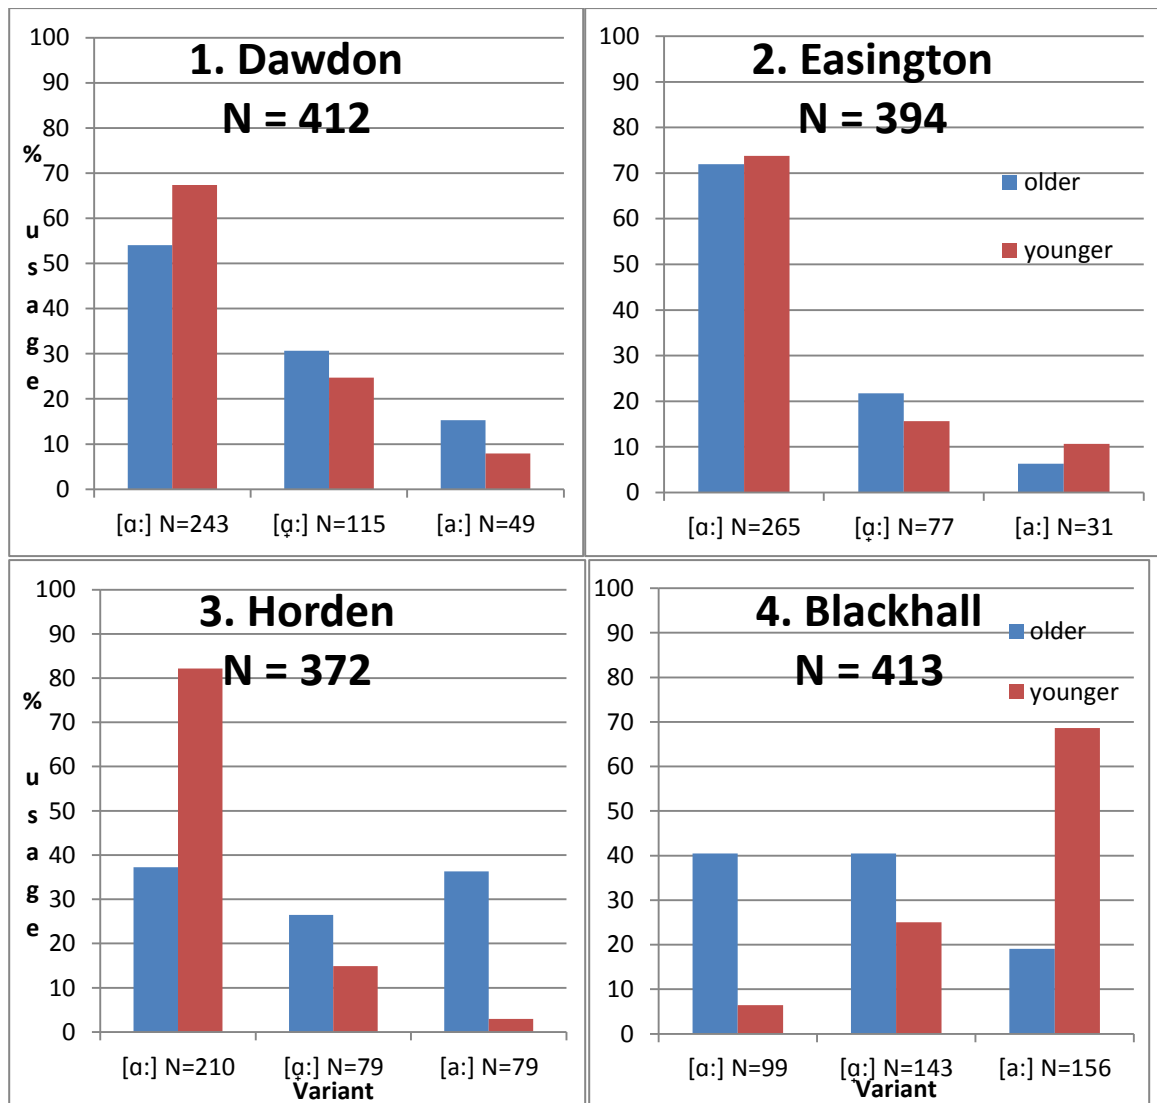 1. Dawdon
N = 412
% usage
100
90
80
70
60
50
40
30
20
10
0
[ɑː] N=243 [ɑ̟ː] N=115 [aː] N=49
2. Easington
N = 394
100
90
80
70
60
50
40
30
20
10
0
older
younger
[ɑː] N=265 [ɑ̟ː] N=77 [aː] N=31
3. Horden
N = 372
% usage
100
90
80
70
60
50
40
30
20
10
0
[ɑː] N=210 [ɑ̟ː] N=79 [aː] N=79
Variant
4. Blackhall
N = 413
100
90
80
70
60
50
40
30
20
10
0
older
younger
[ɑː] N=99 [ɑ̟ː] N=143 [aː] N=156
Variant